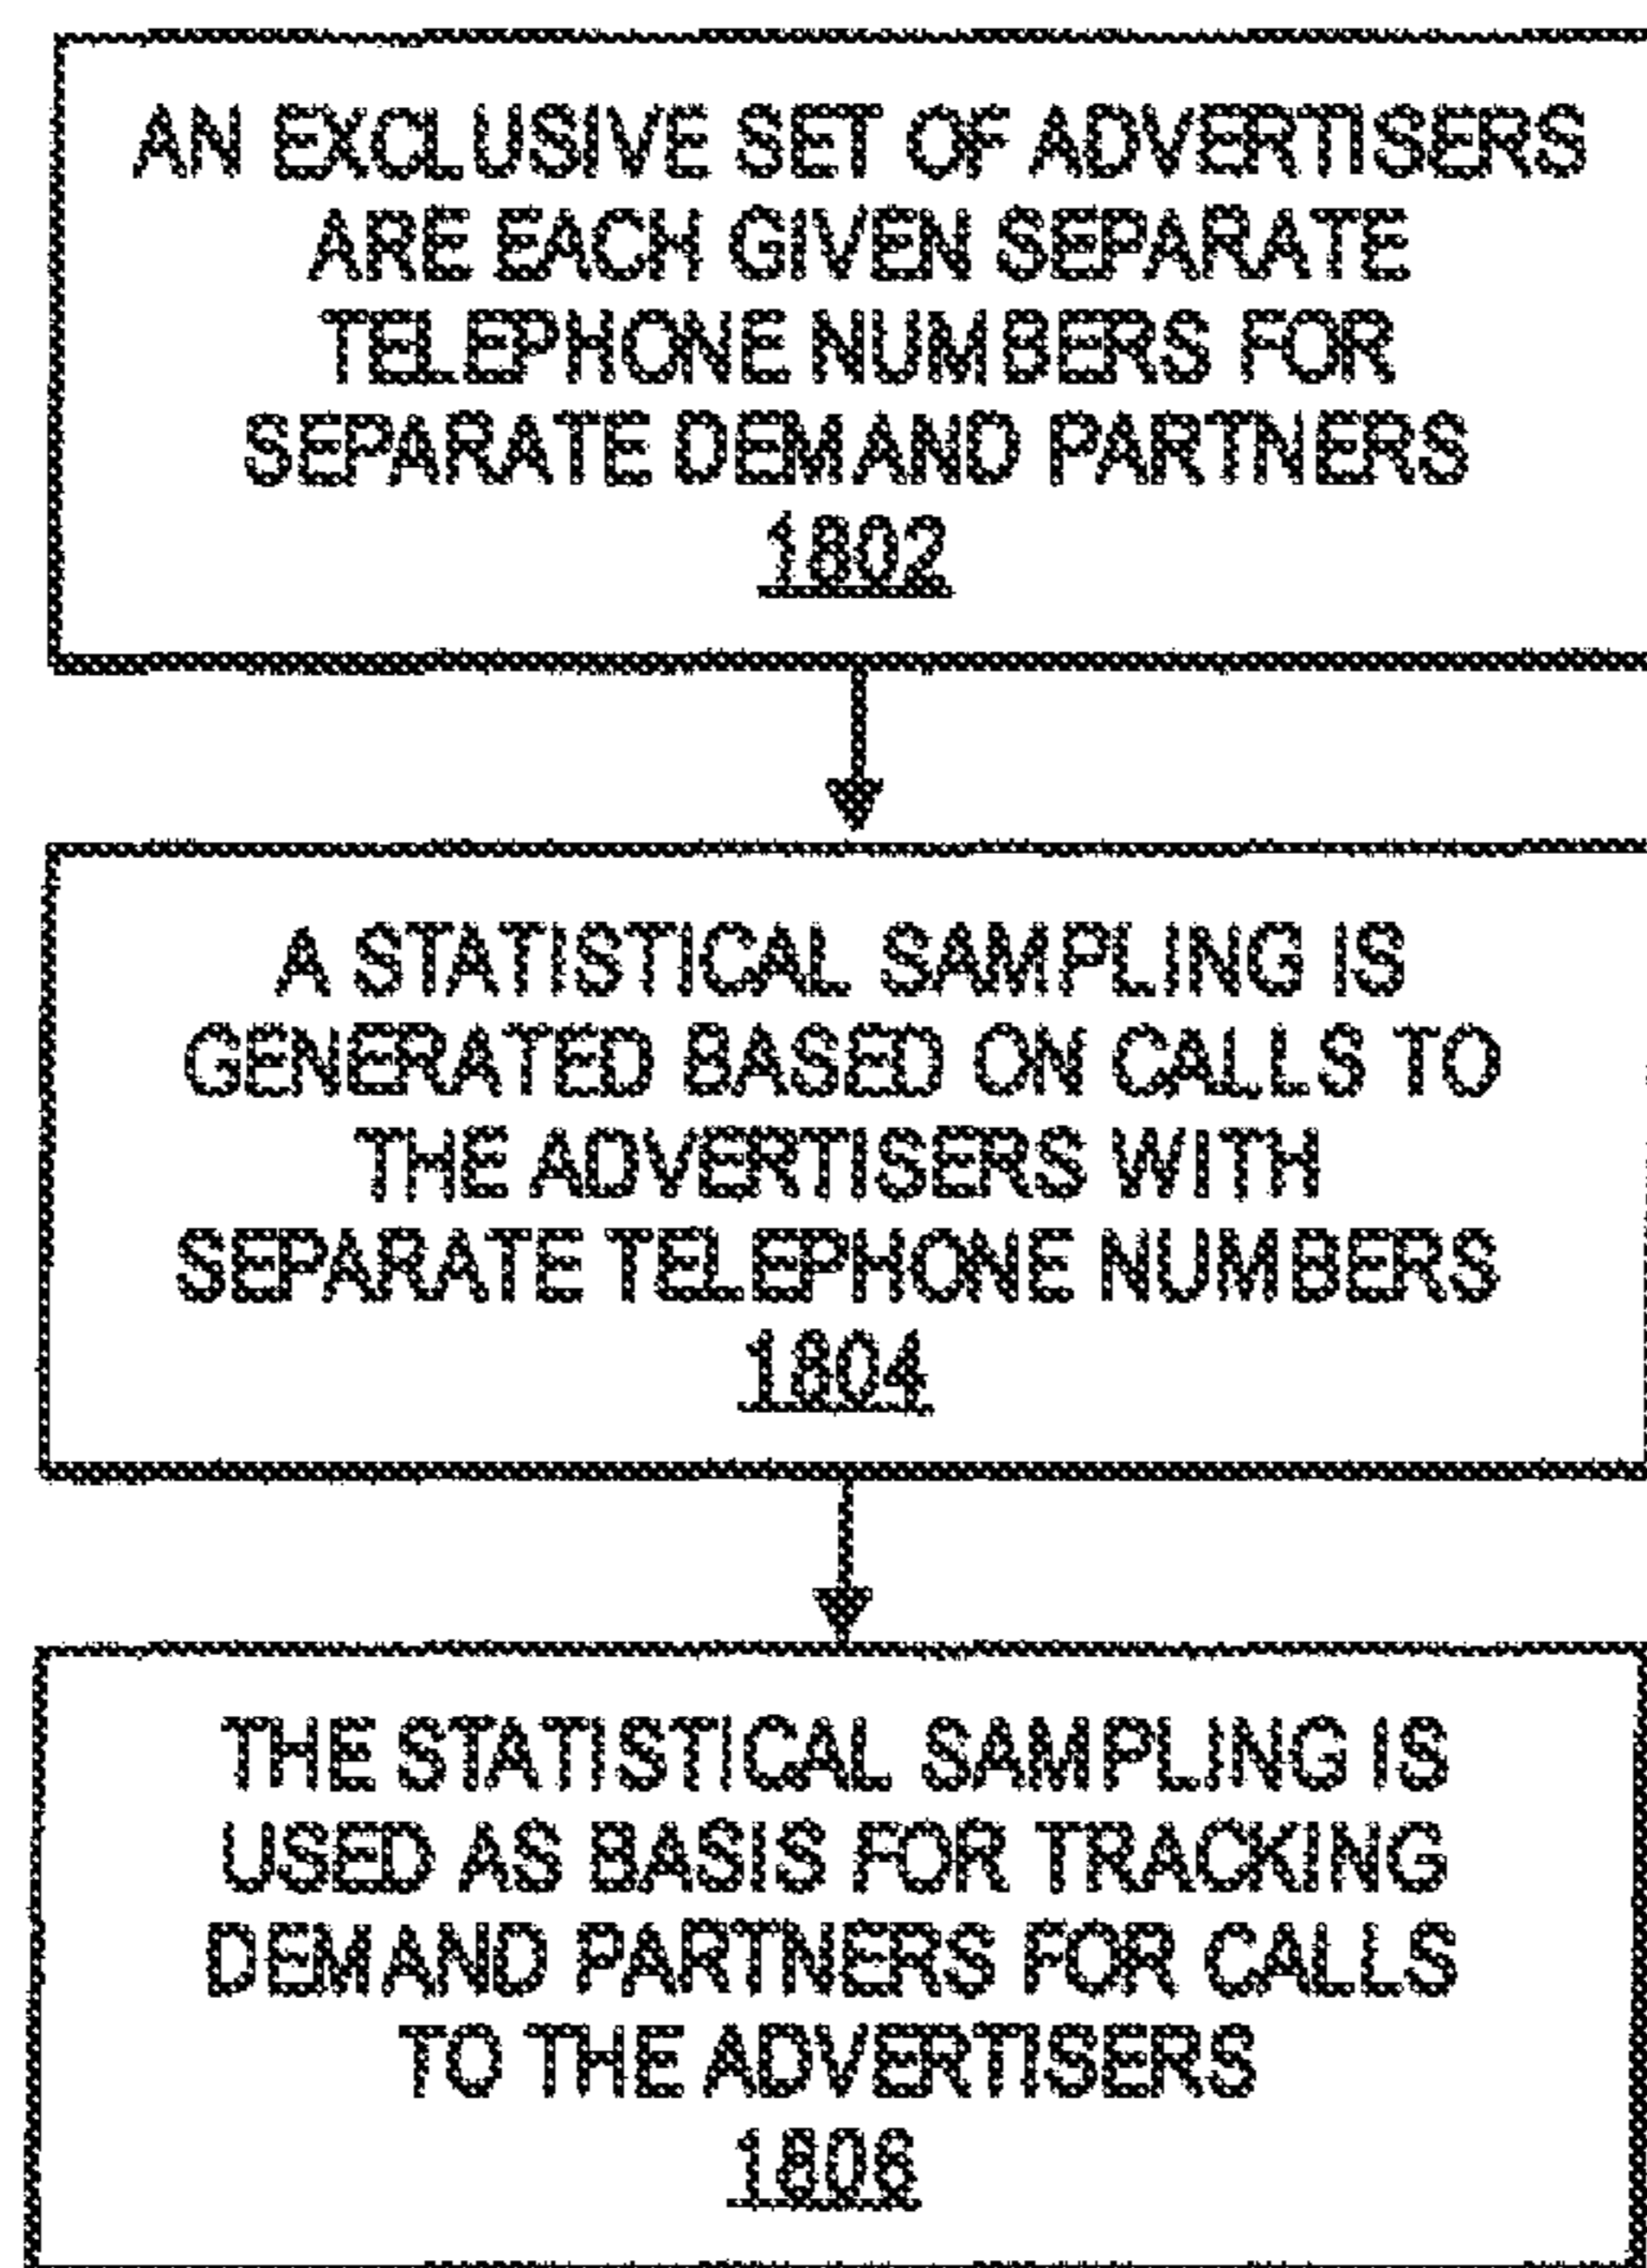 AN EXCLUSIVE SET OF ADVERTISERS
ARE EACH GIVEN SEPARATE
TELEPHONE NUMBERS FOR
SEPARATE DEMAND PARTNERS
1802
A STATISTICAL SAMPLING IS
GENERATED BASED ON CALLS TO
THE ADVERTISERS WITH
SEPARATE TELEPHONE NUMBERS
1804
THE STATISTICAL SAMPLING IS
USED AS BASIS FOR TRACKING
DEMAND PARTNERS FOR CALLS
TO THE ADVERTISERS
1806